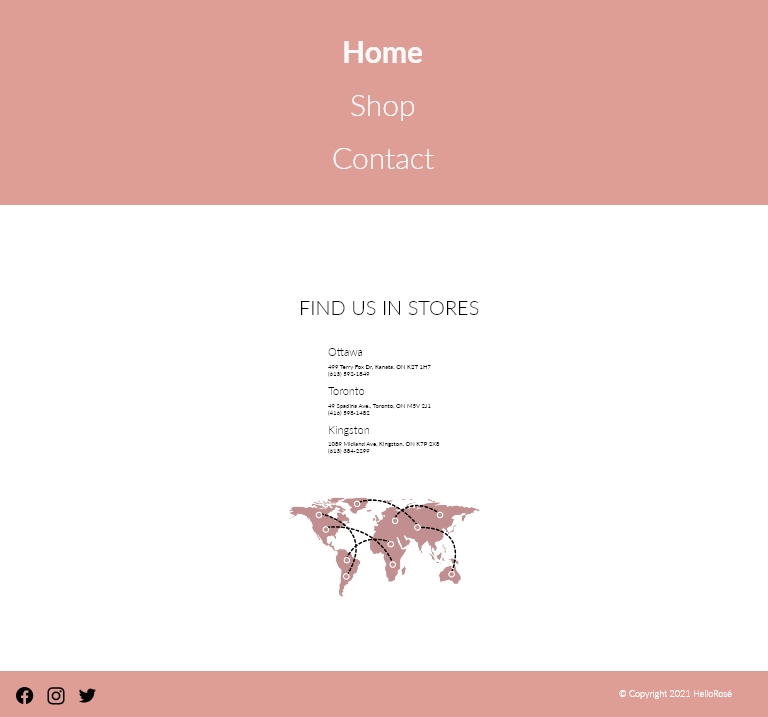 Home
Shop
Contact
FIND US IN STORES
Ottawa
499 Terry Fox Dr, Kanata, ON K2T 1H7
(613) 592-1849
Toronto
49 Spadina Ave., Toronto, ON M5V 2J1
(416) 598-1482
Kingston
1089 Midland Ave, Kingston, ON K7P 2X8
(613) 384-2299
© Copyright 2021 HelloRosé